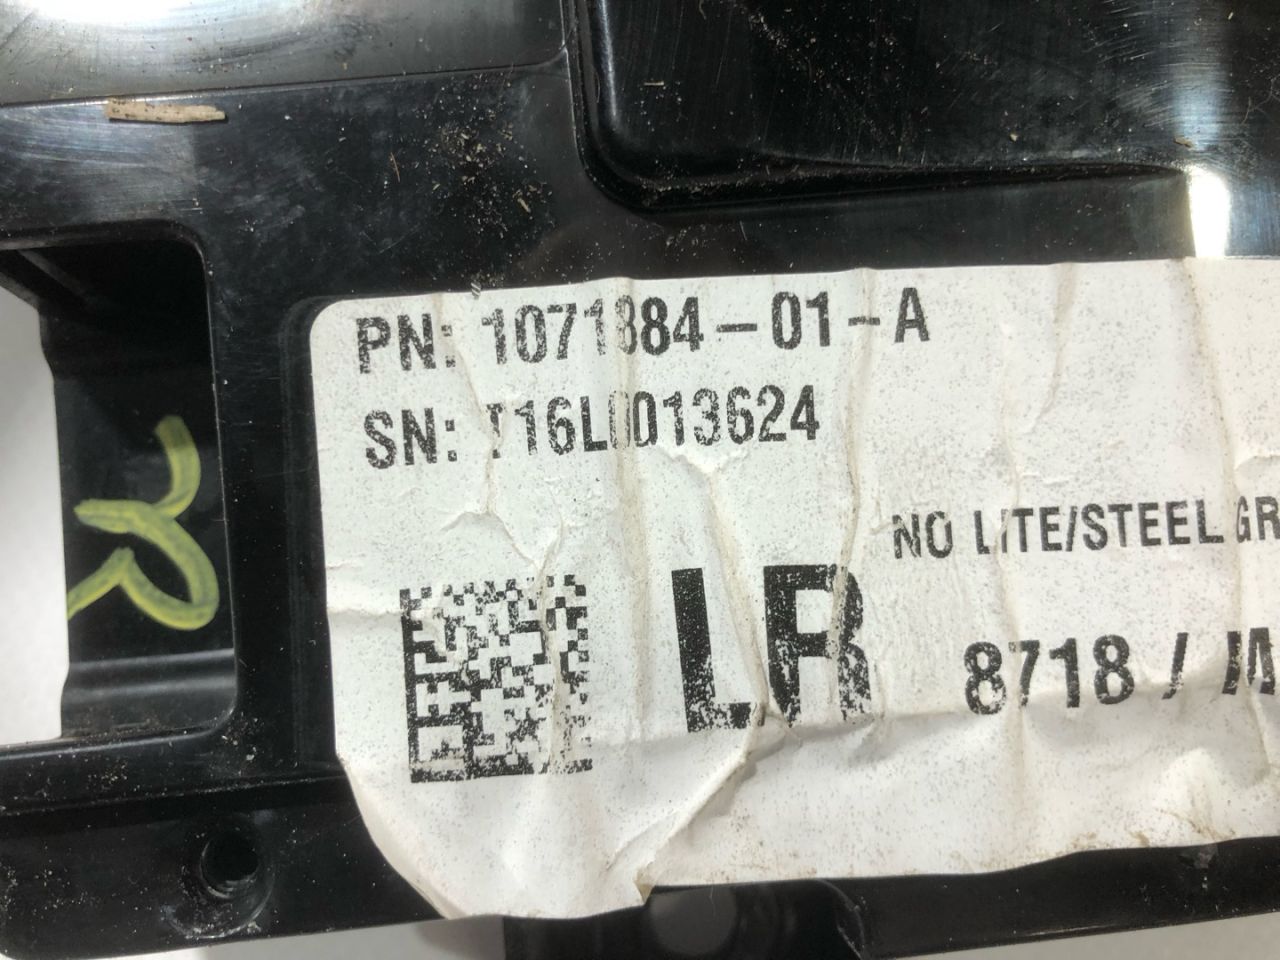 PN: 1071884-01-A
SN: T16L0013624
NO LITE/STEEL GR
LR
8718 / M
R